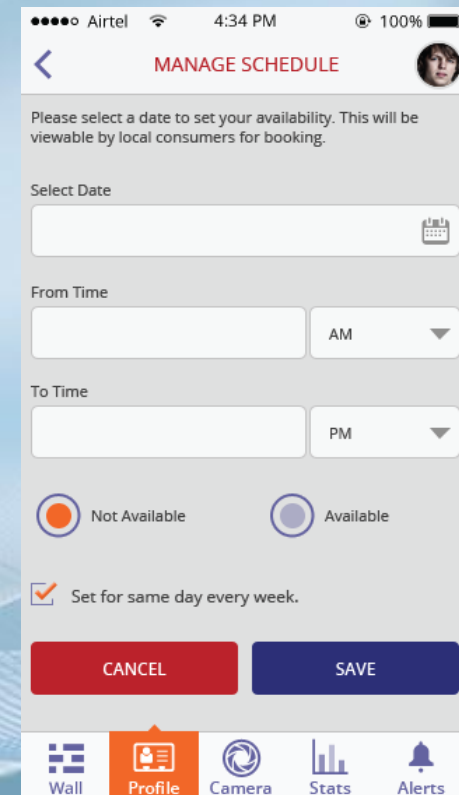 Airtel 4:34 PM 100%
MANAGE SCHEDULE
Please select a date to set your availability. This will be
viewable by local consumers for booking.
Select Date
From Time
AM
To Time
PM
Not Available Available
Set for same day every week.
CANCEL SAVE
Wall Profile Camera Stats Alerts